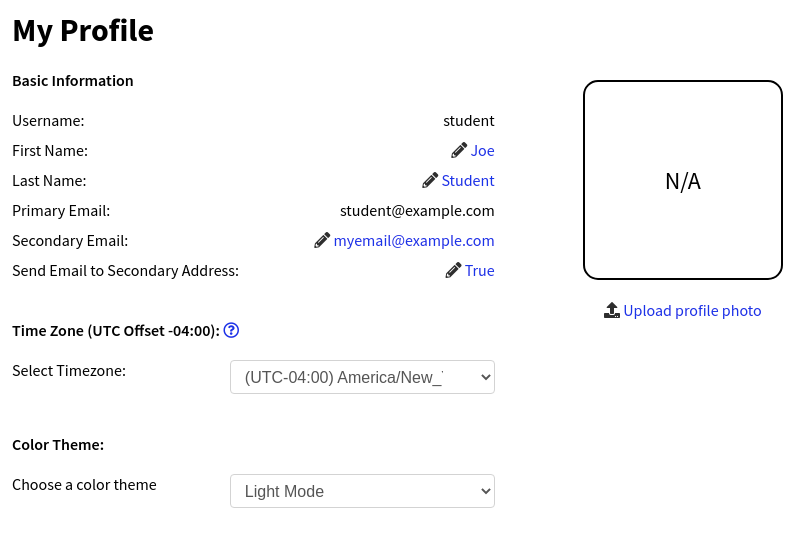 My Profile
Basic Information
Username: student
First Name: Joe
Last Name: Student
Primary Email: student@example.com
Secondary Email: myemail@example.com
Send Email to Secondary Address: True
N/A
Upload profile photo
Time Zone (UTC Offset -04:00):
Select Timezone: (UTC-04:00) America/New_
Color Theme:
Choose a color theme Light Mode